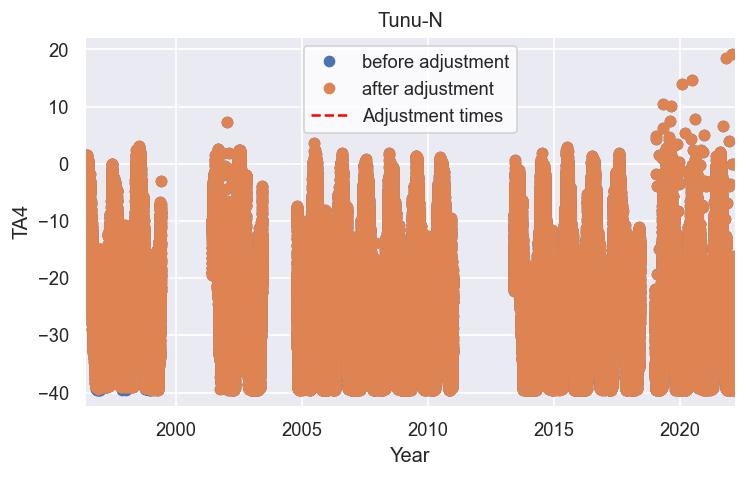 Tunu-N
before adjustment
after adjustment
Adjustment times
20
10
0
−10
−20
−30
−40
TA4
2000
2005
2010
2015
2020
Year